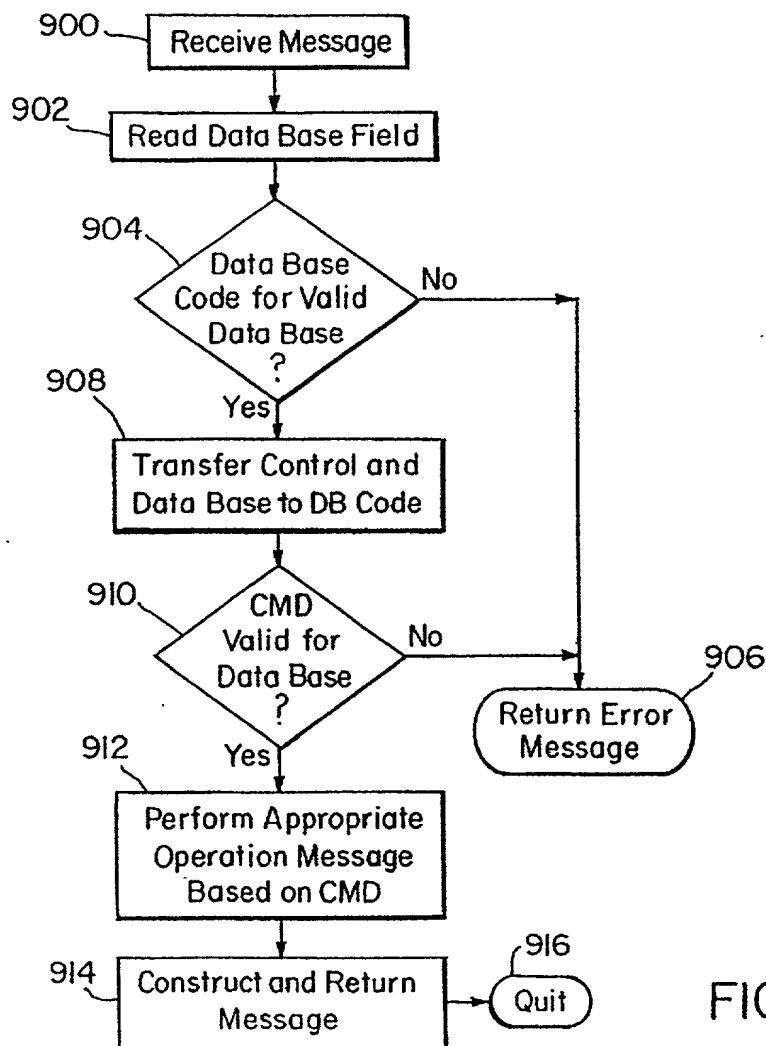 900
Receive Message
902
Read Data Base Field
904
Data Base
Code for Valid
Data Base
?
No
Yes
908
Transfer Control and
Data Base to DB Code
910
CMD
Valid for
Data Base
?
No
Yes
906
Return Error
Message
912
Perform Appropriate
Operation Message
Based on CMD
914
Construct and Return
Message
916
Quit
FIG